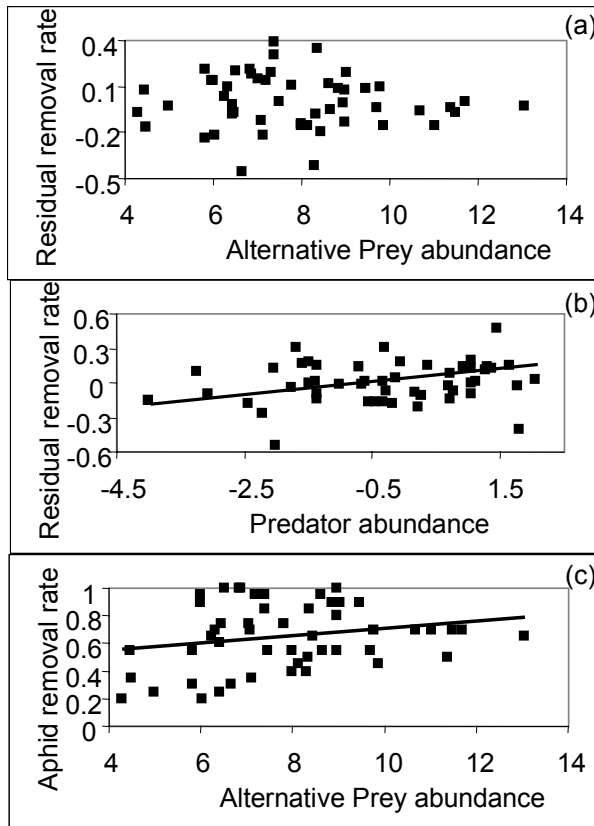 (a)
Residual removal rate
0.4
0.1
-0.2
-0.5
4 6 8 10 12 14
Alternative Prey abundance
(b)
Residual removal rate
0.6
0.3
0
-0.3
-0.6
-4.5 -2.5 -0.5 1.5
Predator abundance
(c)
Aphid removal rate
1
0.8
0.6
0.4
0.2
0
4 6 8 10 12 14
Alternative Prey abundance